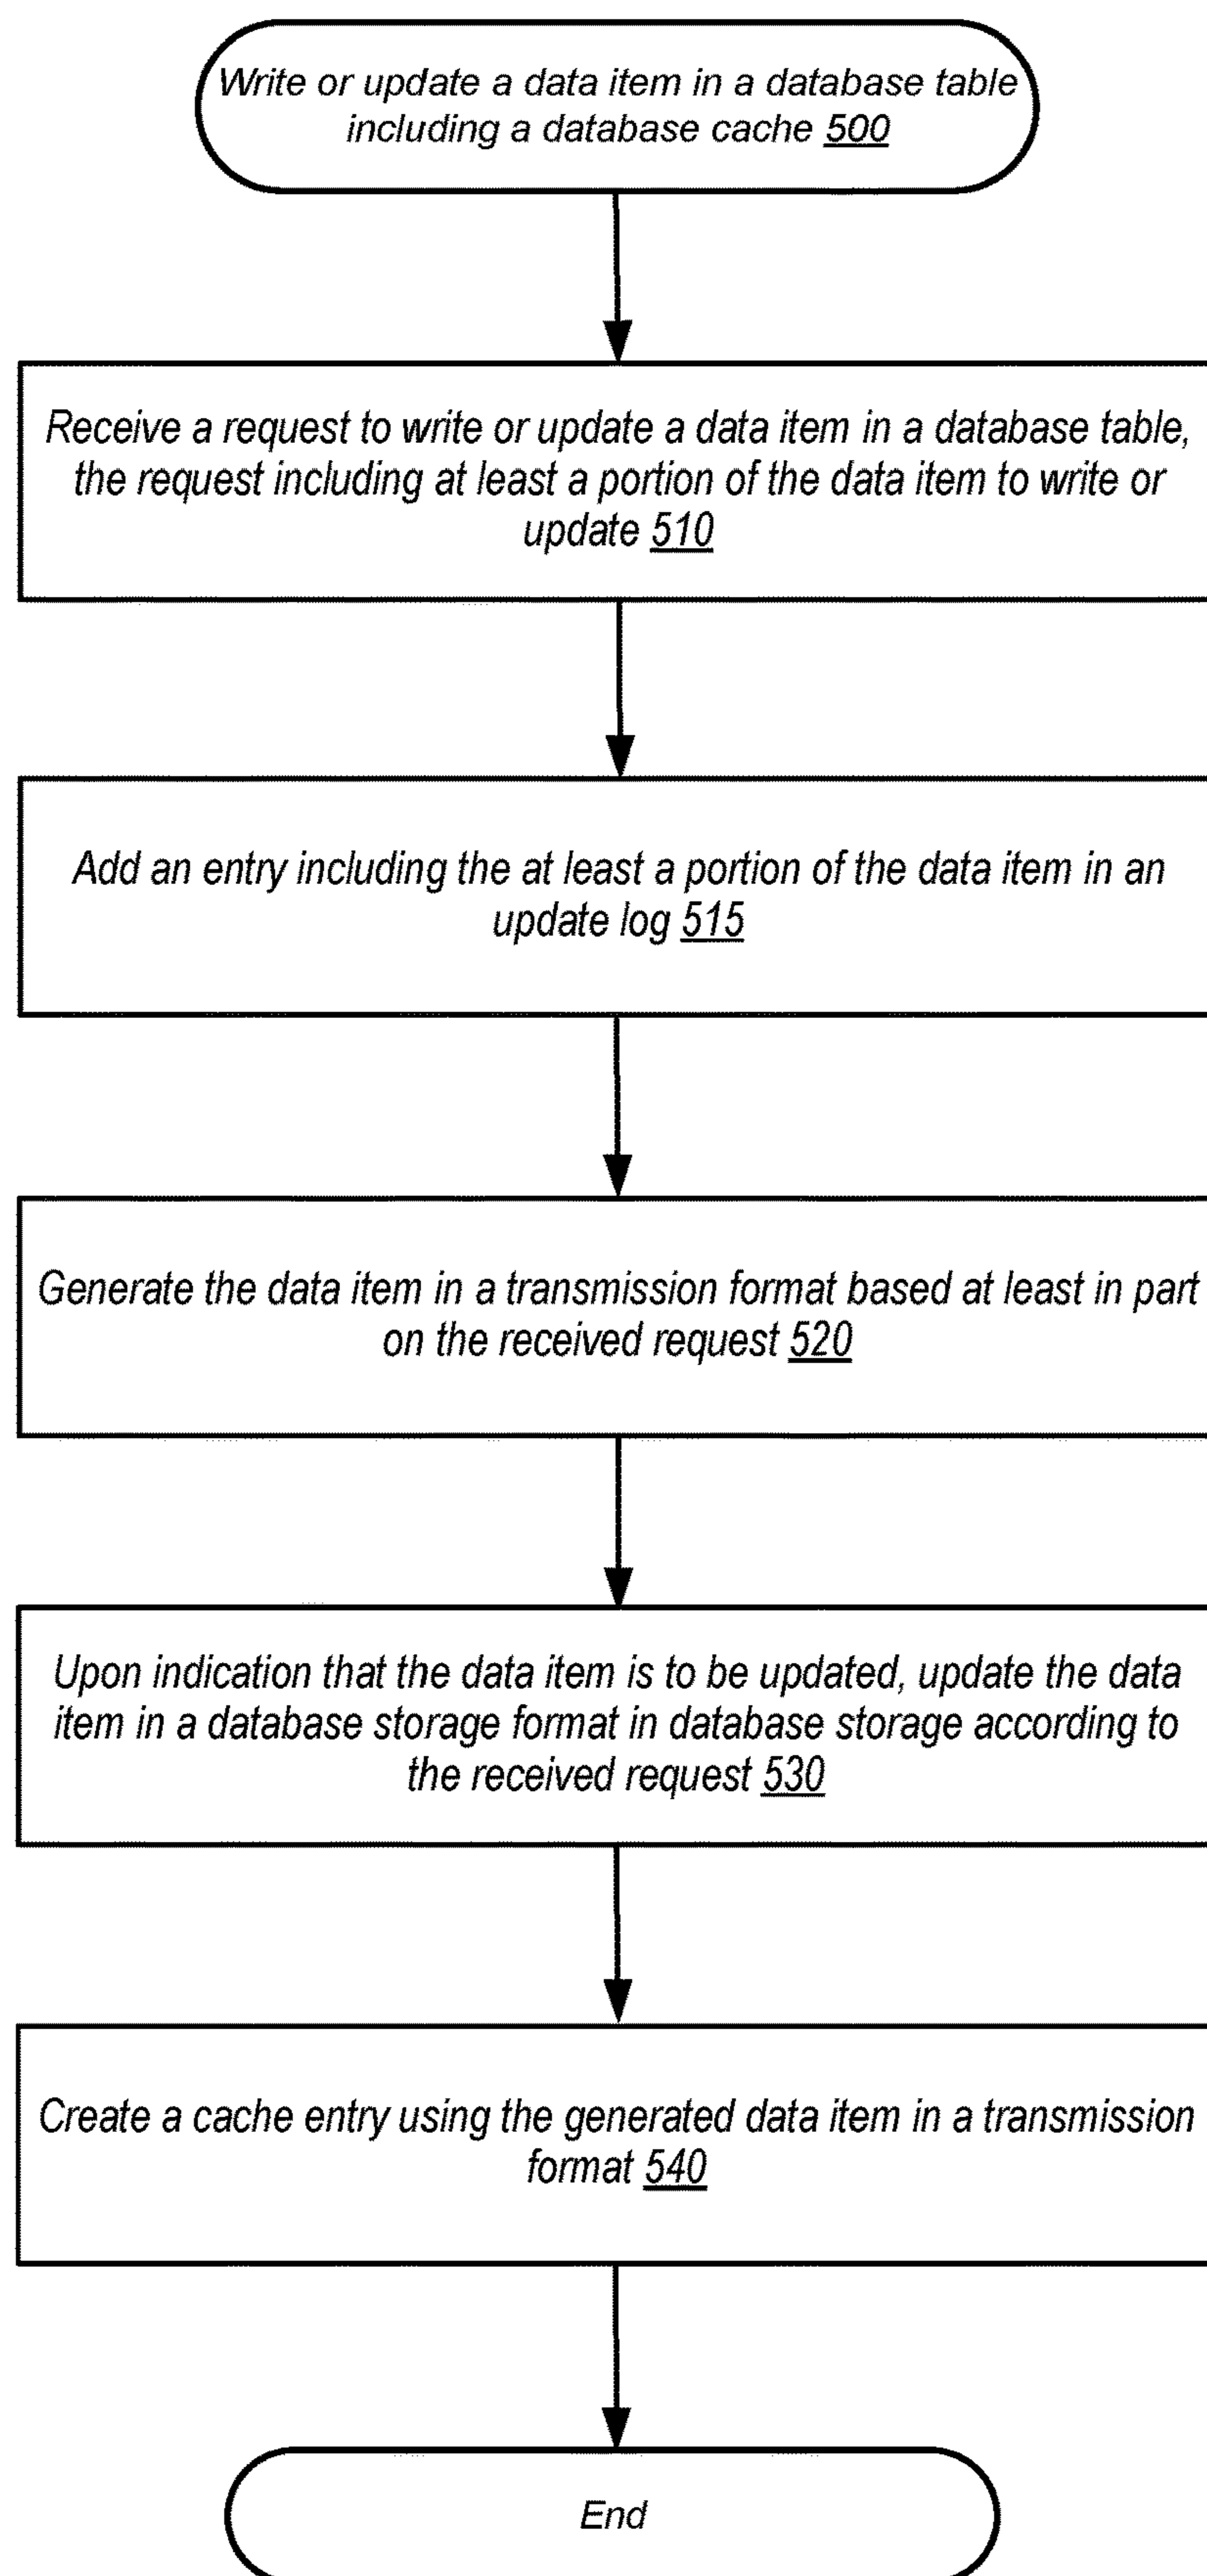 Write or update a data item in a database table
including a database cache 500
Receive a request to write or update a data item in a database table,
the request including at least a portion of the data item to write or
update 510
Add an entry including the at least a portion of the data item in an
update log 515
Generate the data item in a transmission format based at least in part
on the received request 520
Upon indication that the data item is to be updated, update the data
item in a database storage format in database storage according to
the received request 530
Create a cache entry using the generated data item in a transmission
format 540
End